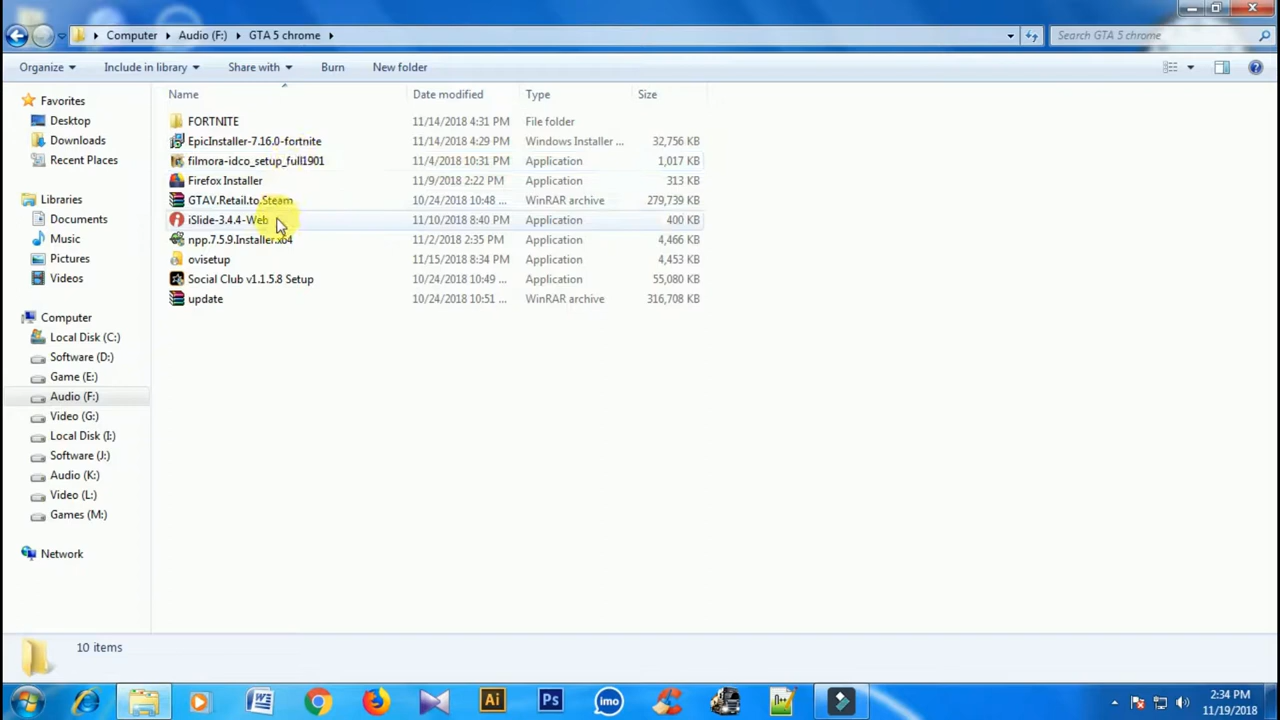 Computer Audio (F:) GTA 5 chrome Search GTA 5 chrome
Organize Include in library Share with Burn New folder
Name Date modified Type Size
FORTNITE 11/14/2018 4:31 PM File folder
EpicInstaller-7.16.0-fortnite 11/14/2018 4:29 PM Windows Installer ... 32,756 KB
filmora-idco_setup_full1901 11/4/2018 10:31 PM Application 1,017 KB
Firefox Installer 11/9/2018 2:22 PM Application 313 KB
GTAV.Retail.to.Steam 10/24/2018 10:48 ... WinRAR archive 279,739 KB
iSlide-3.4.4-Web 11/10/2018 8:40 PM Application 400 KB
npp.7.5.9.Installer.x64 11/2/2018 2:35 PM Application 4,466 KB
ovisetup 11/15/2018 8:34 PM Application 4,453 KB
Social Club v1.1.5.8 Setup 10/24/2018 10:49 ... Application 55,080 KB
update 10/24/2018 10:51 ... WinRAR archive 316,708 KB
Favorites
Desktop
Downloads
Recent Places
Libraries
Documents
Music
Pictures
Videos
Computer
Local Disk (C:)
Software (D:)
Game (E:)
Audio (F:)
Video (G:)
Local Disk (I:)
Software (J:)
Audio (K:)
Video (L:)
Games (M:)
Network
10 items
W Ai Ps imo n++
2:34 PM
11/19/2018